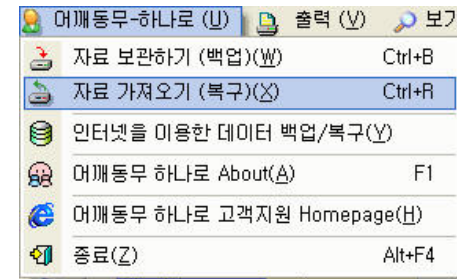 어깨동무-하나로 (U) 출력 (V) 보기
자료 보관하기 (백업)(W) Ctrl+B
자료 가져오기 (복구)(X) Ctrl+R
인터넷을 이용한 데이터 백업/복구(Y)
어깨동무 하나로 About(A) F1
어깨동무 하나로 고객지원 Homepage(H)
종료(Z) Alt+F4